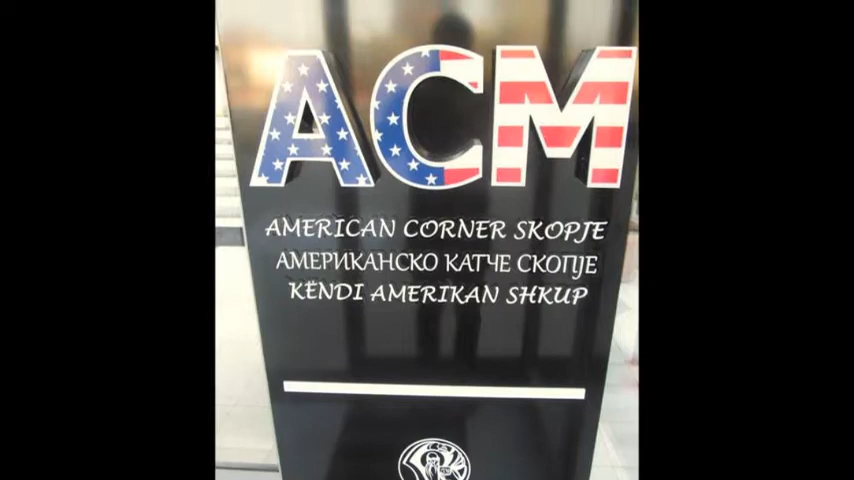 ACM
AMERICAN CORNER SKOPJE
АМЕРИКАНСКО КАТЧЕ СКОПЈЕ
KËNDI AMERIKAN SHKUP